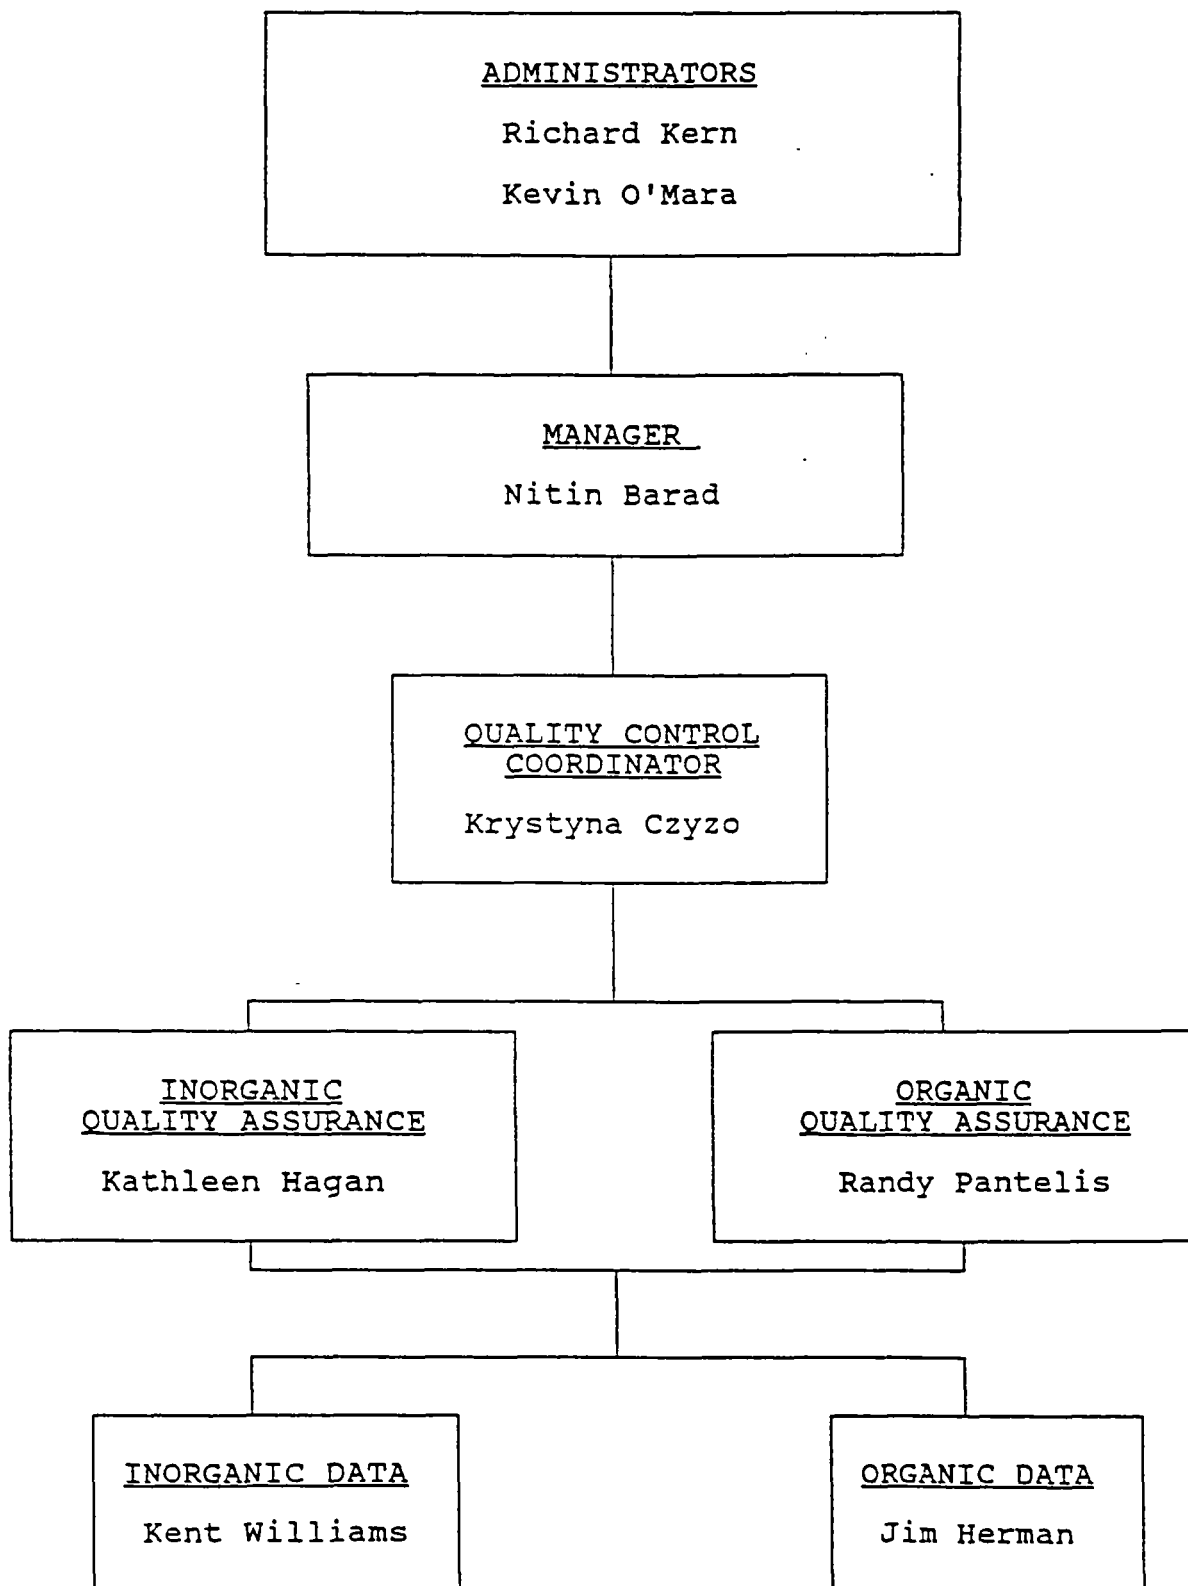 ADMINISTRATORS
Richard Kern
Kevin O'Mara
MANAGER
Nitin Barad
QUALITY CONTROL
COORDINATOR
Krystyna Czyzo
INORGANIC
QUALITY ASSURANCE
Kathleen Hagan
ORGANIC
QUALITY ASSURANCE
Randy Pantelis
INORGANIC DATA
Kent Williams
ORGANIC DATA
Jim Herman